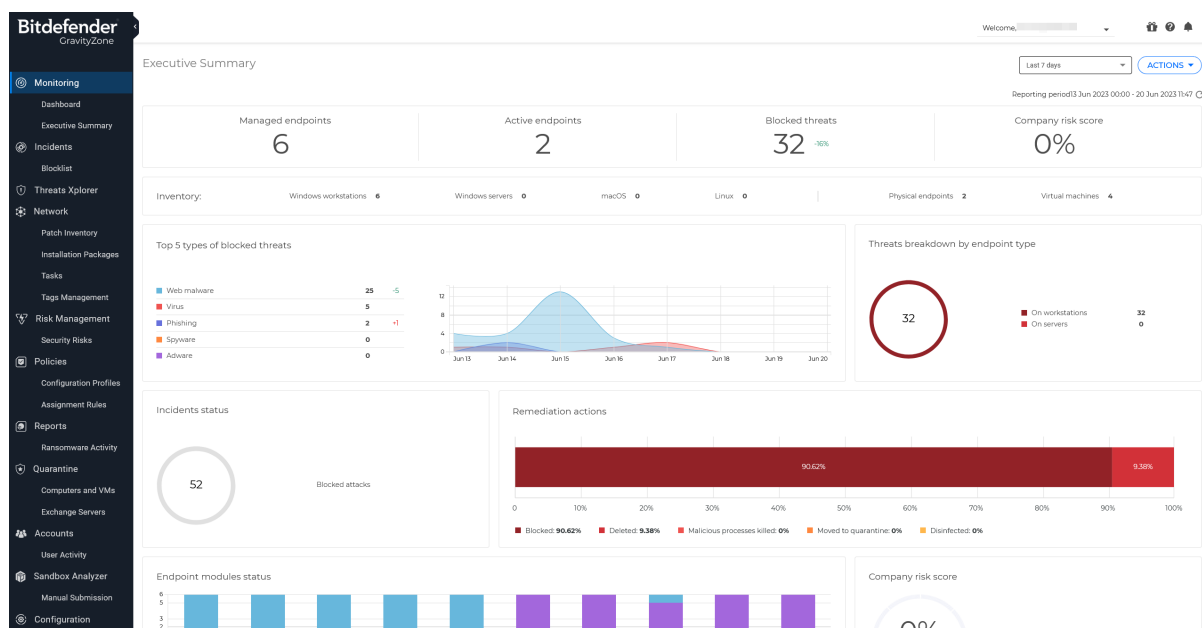 Bitdefender
GravityZone
Welcome,
Monitoring
Dashboard
Executive Summary
Incidents
Blocklist
Threats Xplorer
Network
Patch Inventory
Installation Packages
Tasks
Tags Management
Risk Management
Security Risks
Policies
Configuration Profiles
Assignment Rules
Reports
Ransomware Activity
Quarantine
Computers and VMs
Exchange Servers
Accounts
User Activity
Sandbox Analyzer
Manual Submission
Configuration
Executive Summary
Last 7 days
ACTIONS
Reporting period13 Jun 2023 00:00 - 20 Jun 2023 11:47
Managed endpoints
6
Active endpoints
2
Blocked threats
32 -16%
Company risk score
0%
Inventory: Windows workstations 6 Windows servers 0 macOS 0 Linux 0 Physical endpoints 2 Virtual machines 4
Top 5 types of blocked threats
Web malware 25 -5
Virus 5
Phishing 2 +1
Spyware 0
Adware 0
12
8
4
0
Jun 13 Jun 14 Jun 15 Jun 16 Jun 17 Jun 18 Jun 19 Jun 20
Threats breakdown by endpoint type
32
On workstations 32
On servers 0
Incidents status
52
Blocked attacks
Remediation actions
90.62% 9.38%
0 10% 20% 30% 40% 50% 60% 70% 80% 90% 100%
Blocked: 90.62% Deleted: 9.38% Malicious processes killed: 0% Moved to quarantine: 0% Disinfected: 0%
Endpoint modules status
6
5
3
2
Company risk score
0%